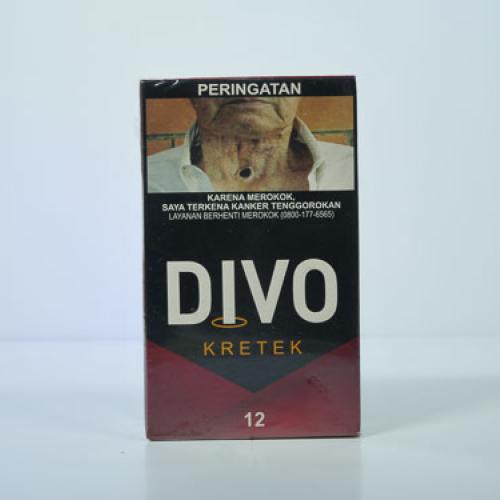 PERINGATAN
KARENA MEROKOK,
SAYA TERKENA KANKER TENGGOROKAN
LAYANAN BERHENTI MEROKOK (0800-177-6565)
DIVO
KRETEK
12